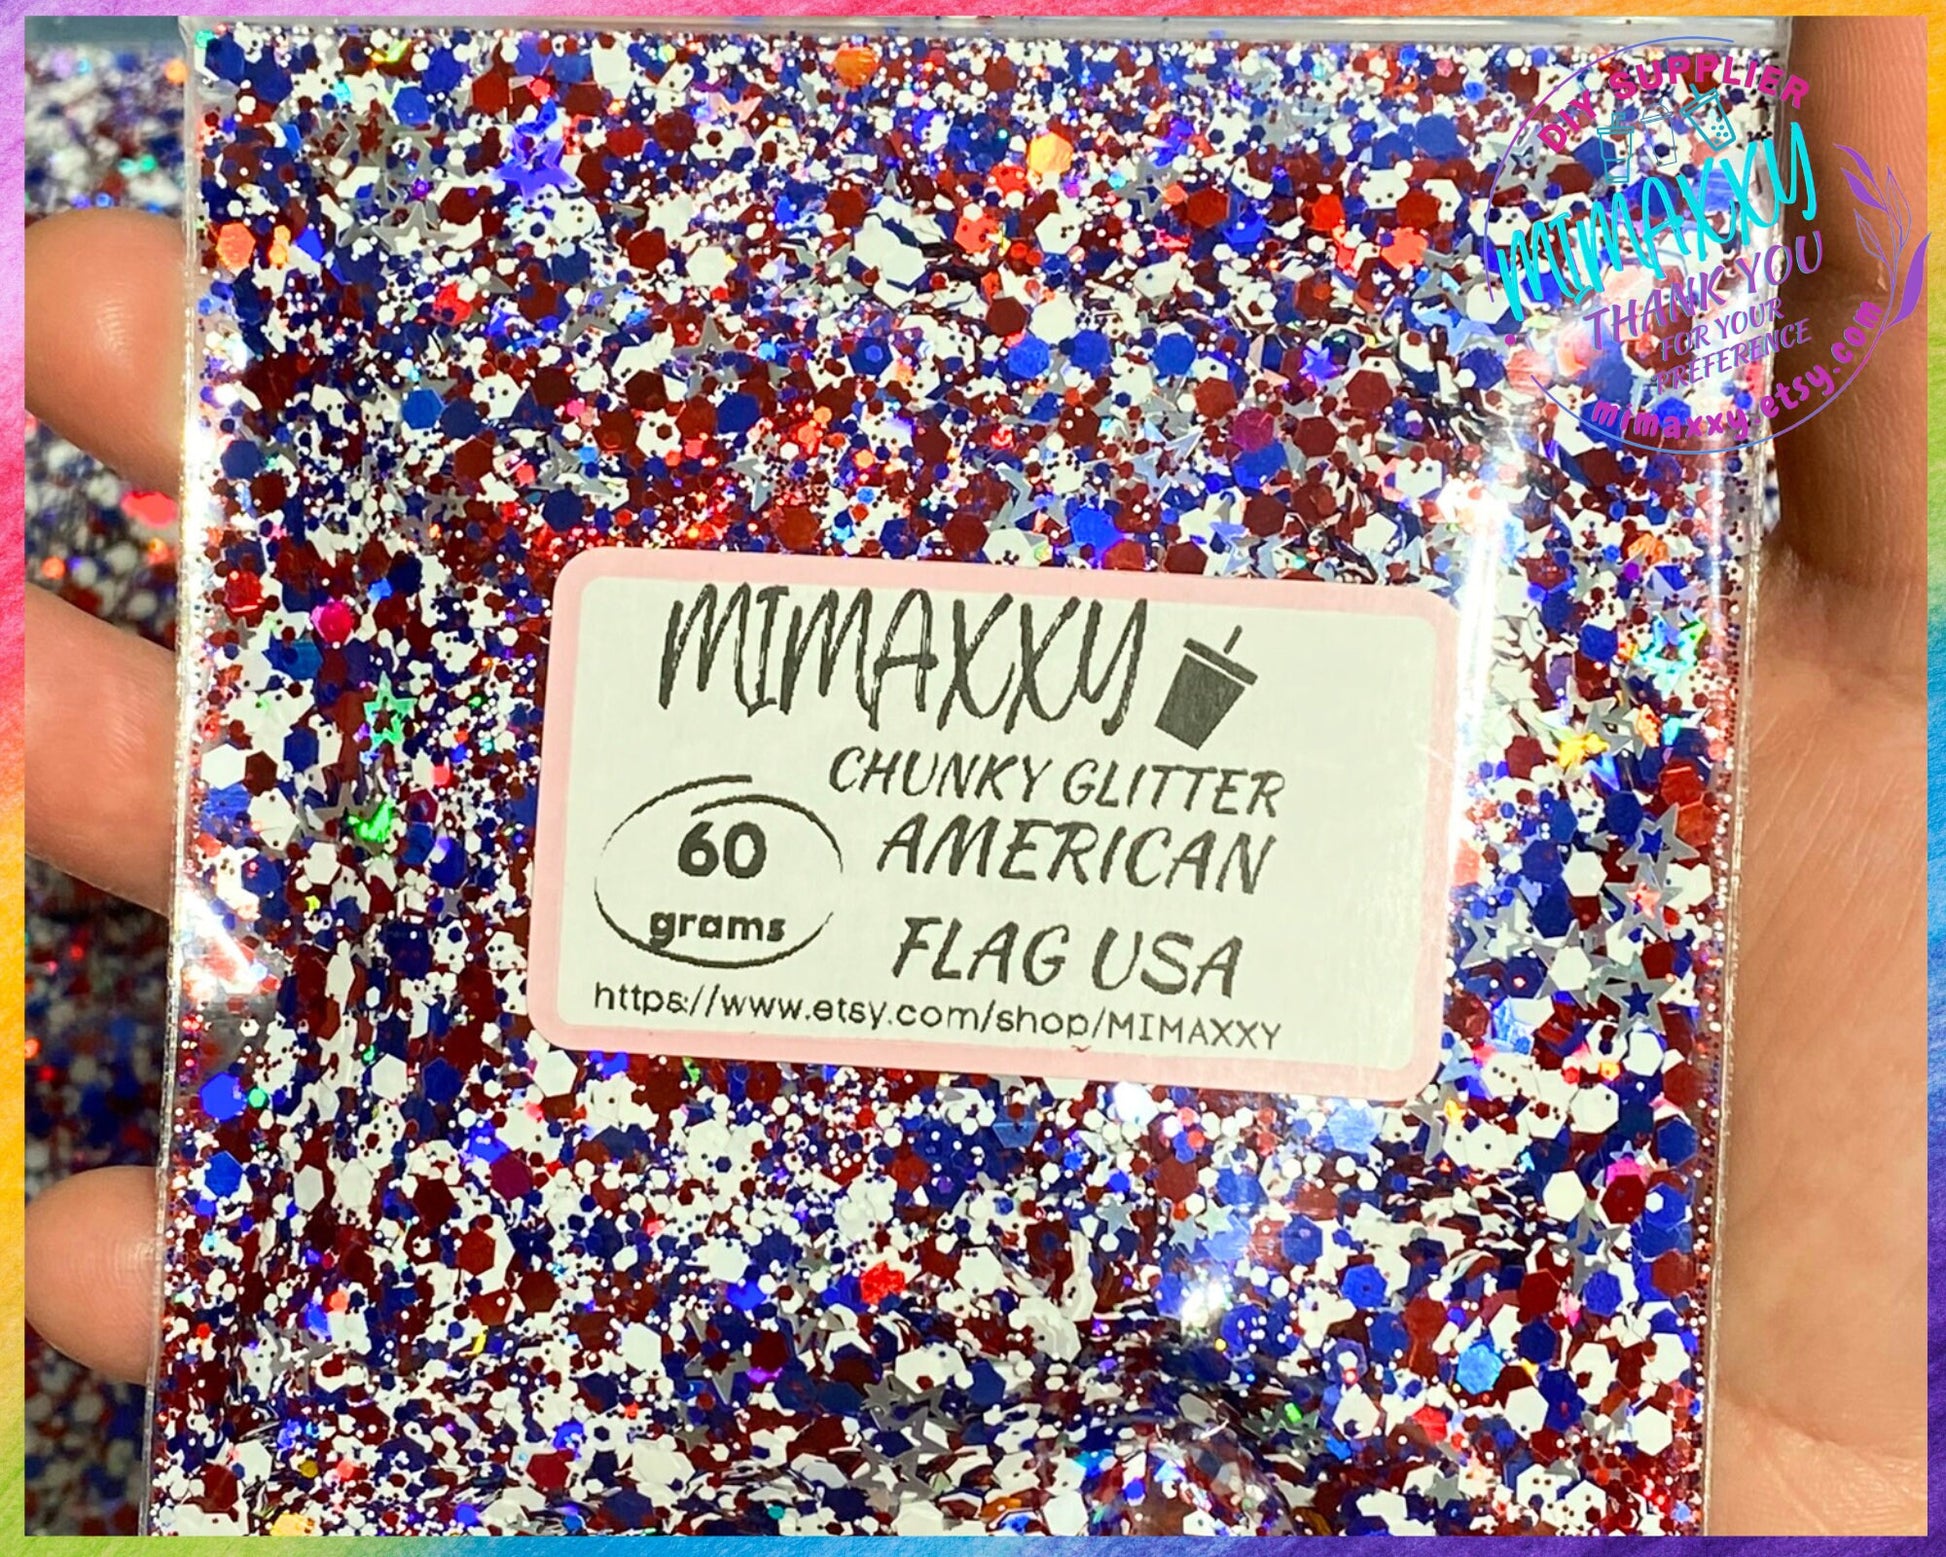 DIY SUPPLIER
MIMAXXY
THANK YOU
FOR YOUR
PREFERENCE
mimaxxy.etsy.com
MIMAXXY
CHUNKY GLITTER
AMERICAN
FLAG USA
60
grams
https://www.etsy.com/shop/MIMAXXY